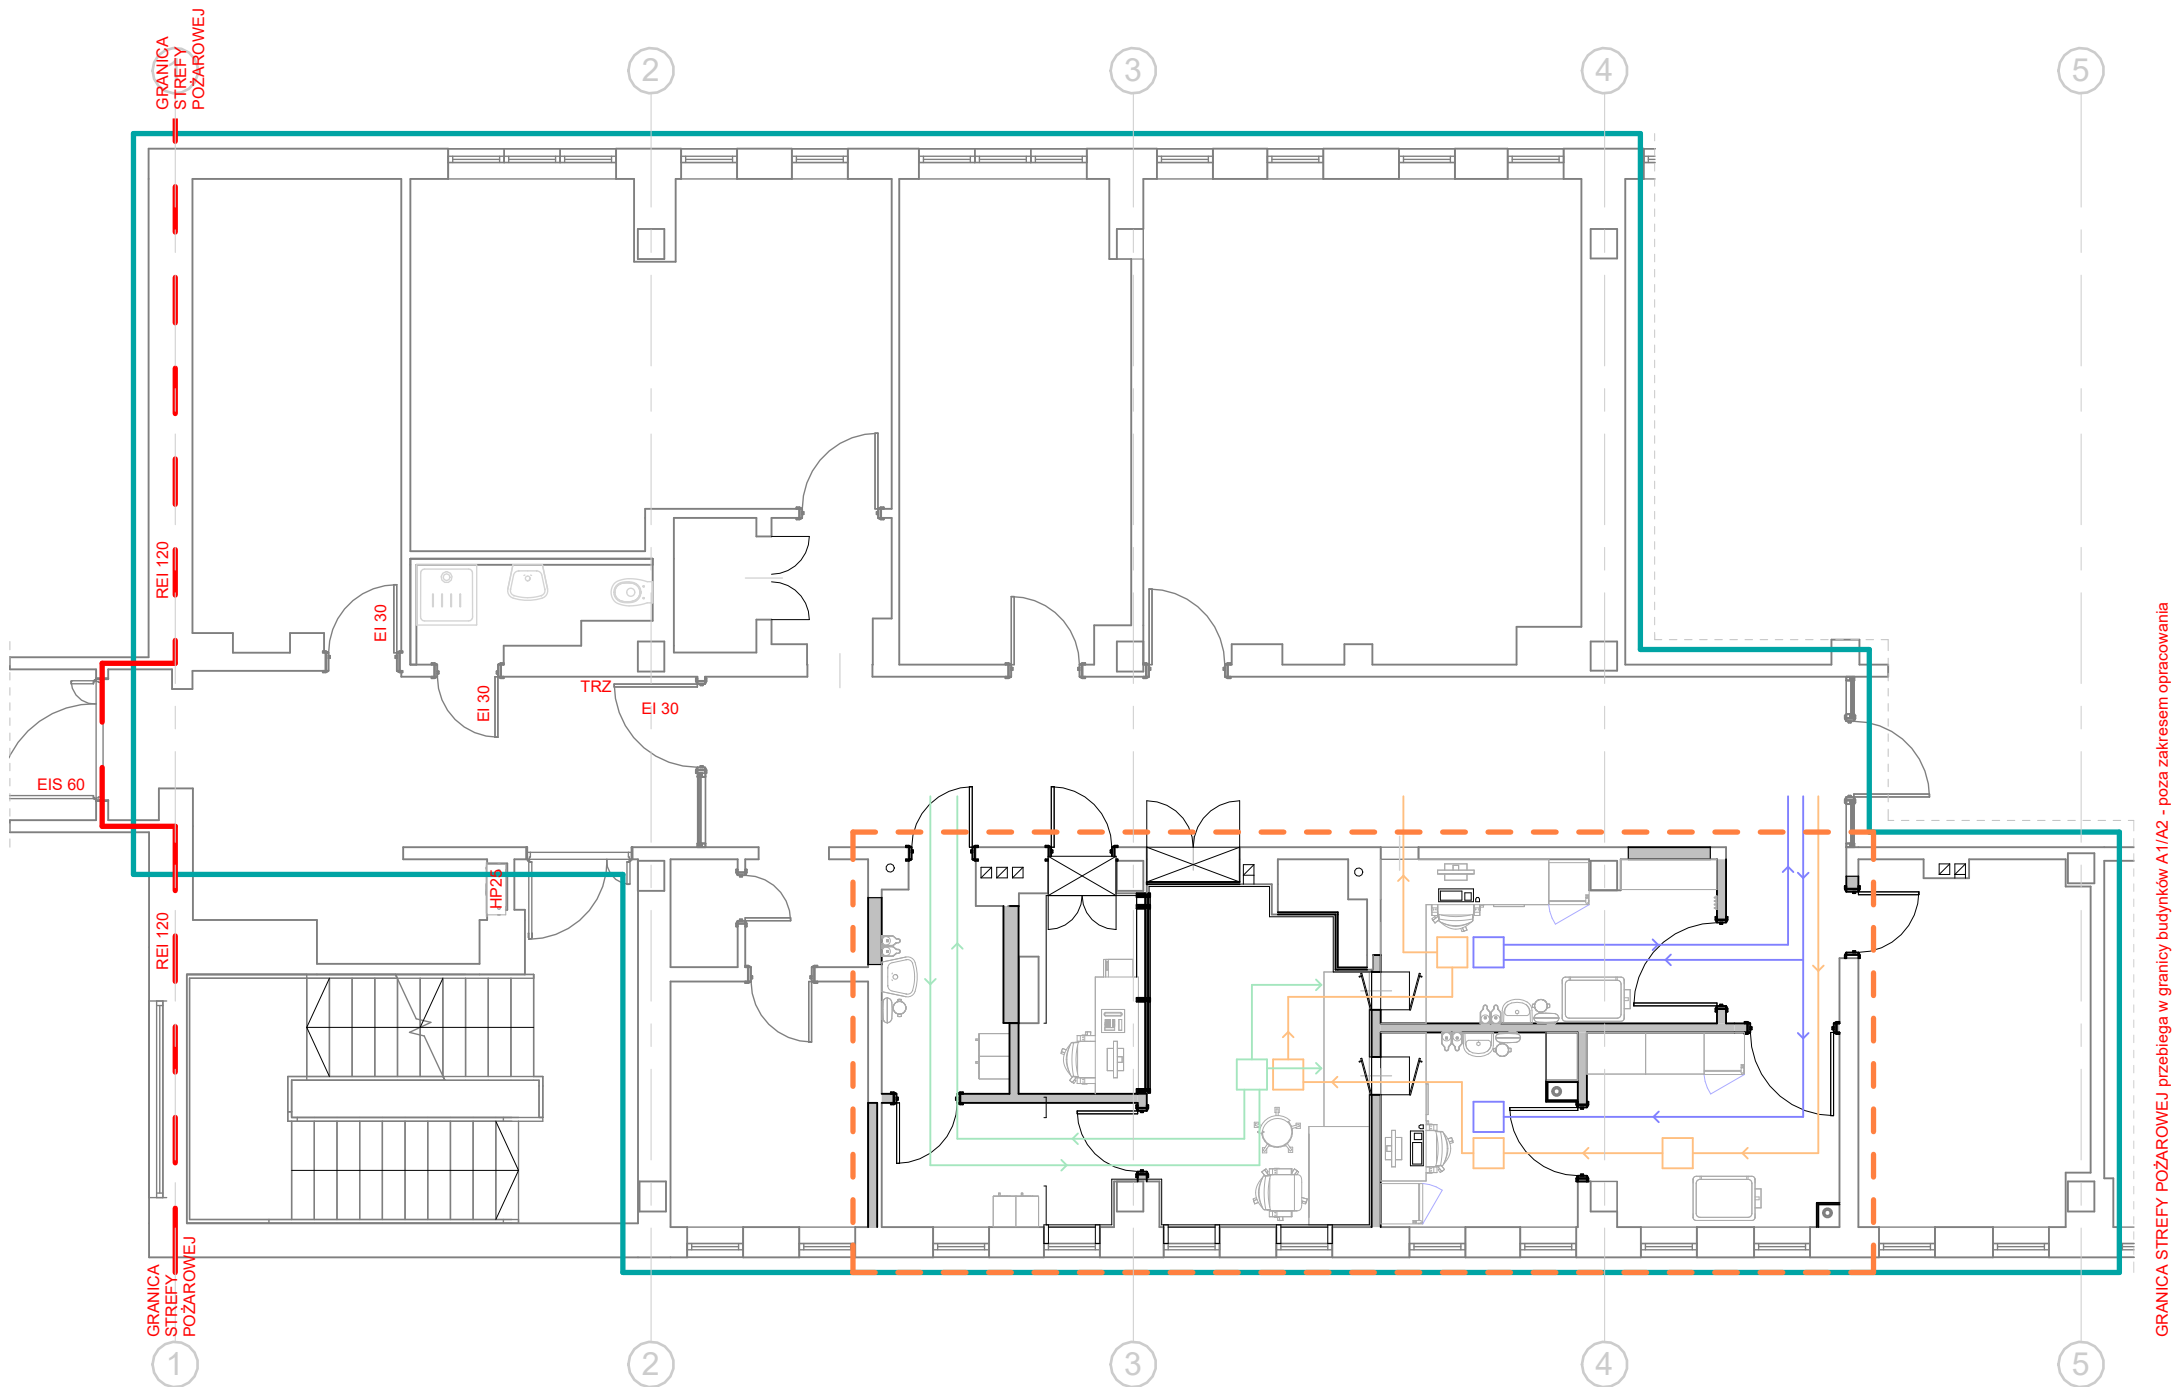 GRANICA
STREFY
POŻAROWEJ
2
3
4
5
REI 120
EI 30
EI 30
TRZ
EI 30
EIS 60
HP25
REI 120
GRANICA STREFY POŻAROWEJ przebiega w granicy budynków A1/A2 - poza zakresem opracowania
GRANICA
STREFY
POŻAROWEJ
1
2
3
4
5